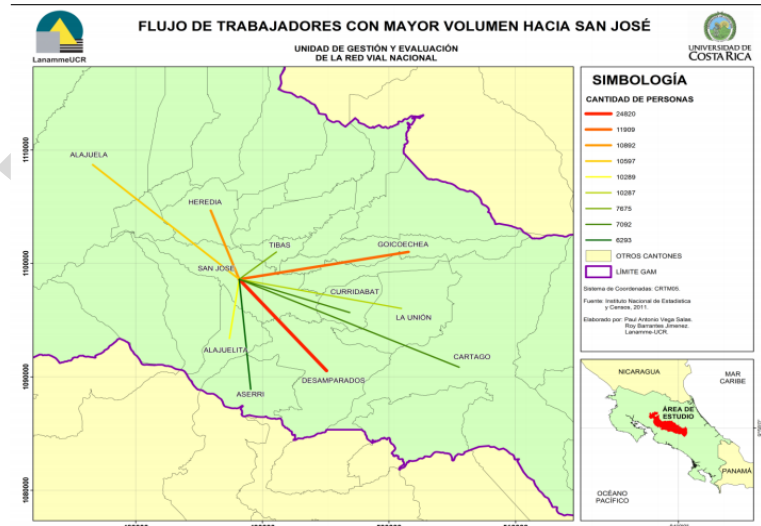 FLUJO DE TRABAJADORES CON MAYOR VOLUMEN HACIA SAN JOSÉ
UNIDAD DE GESTIÓN Y EVALUACIÓN
DE LA RED VIAL NACIONAL
LanammeUCR
UNIVERSIDAD DE
COSTA RICA
1110000
1100000
1090000
1080000
ALAJUELA
HEREDIA
TIBAS
GOICOECHEA
SAN JOSE
CURRIDABAT
LA UNIÓN
ALAJUELITA
CARTAGO
DESAMPARADOS
ASERRI
SIMBOLOGÍA
CANTIDAD DE PERSONAS
24820
11909
10892
10597
10289
10287
7675
7092
6293
OTROS CANTONES
LÍMITE GAM
Sistema de Coordenadas: CRTM05.
Fuente: Instituto Nacional de Estadística
y Censos, 2011.
Elaborado por: Paul Antonio Vega Salas.
Roy Barrantes Jimenez.
Lanamme-UCR.
NICARAGUA
MAR
CARIBE
ÁREA DE
ESTUDIO
PANAMÁ
OCÉANO
PACÍFICO